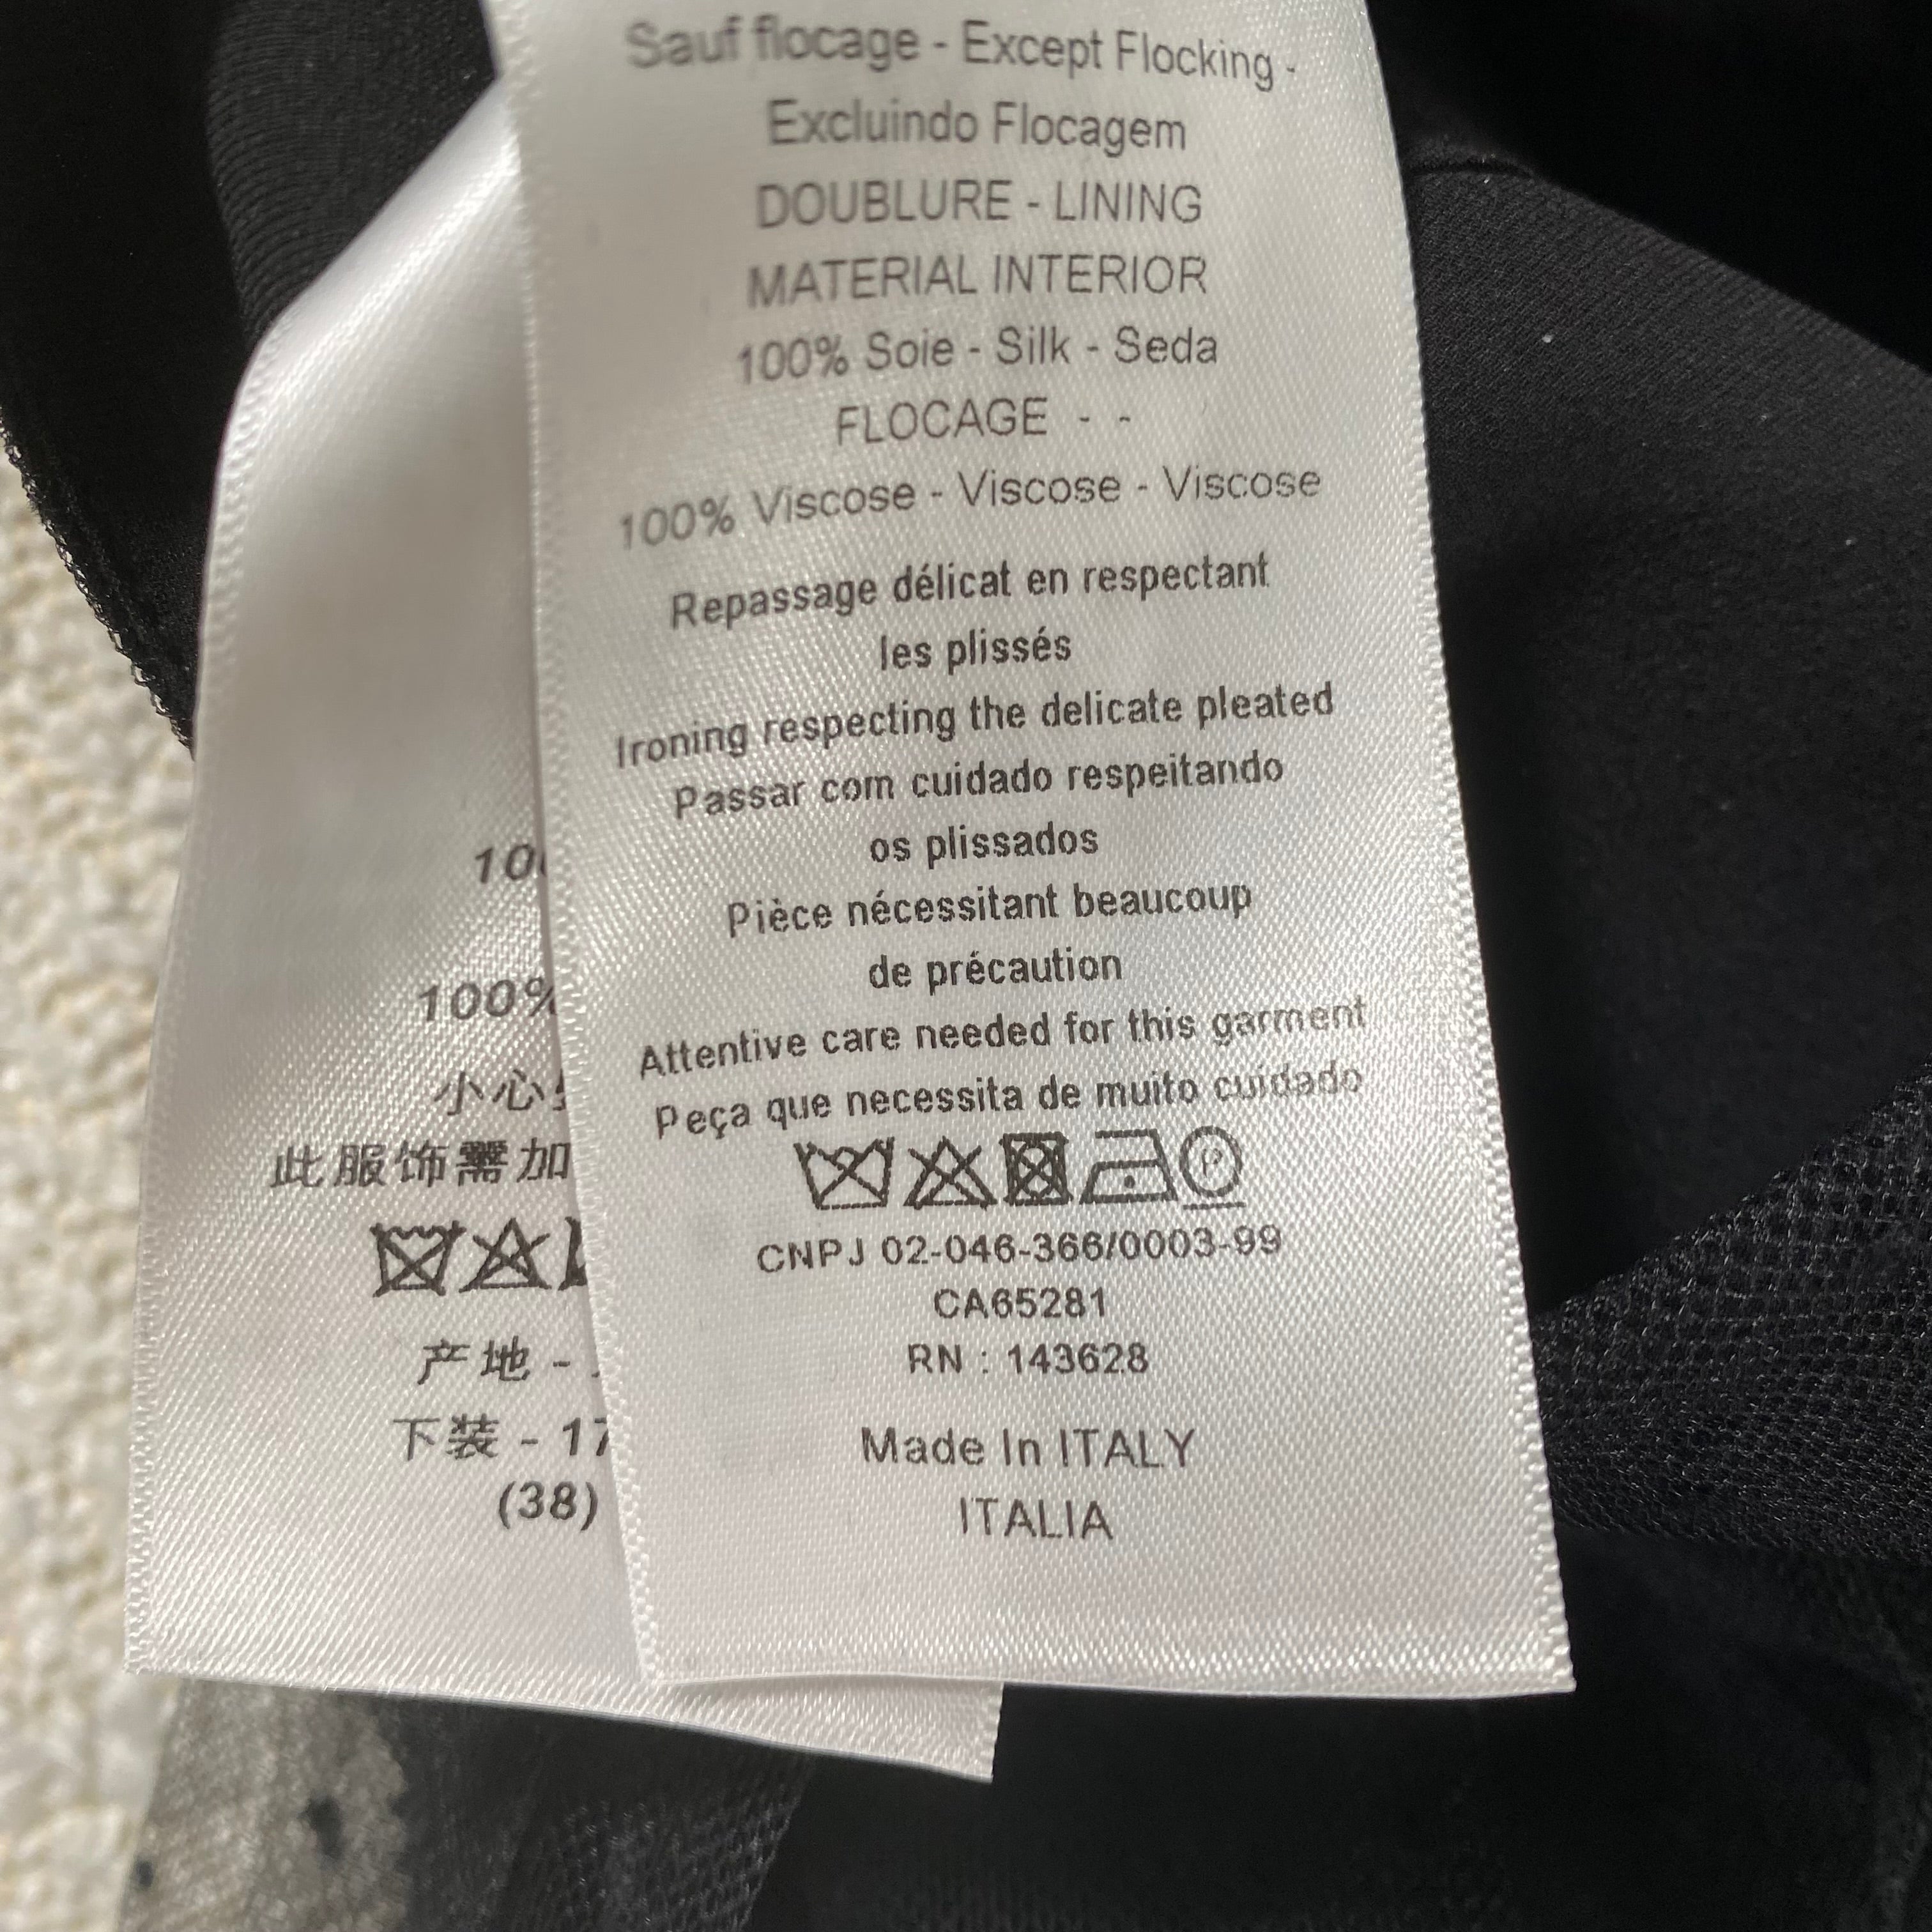 Sauf flocage - Except Flocking -
Excluindo Flocagem
DOUBLURE - LINING
MATERIAL INTERIOR
100% Soie - Silk - Seda
FLOCAGE - -
100% Viscose - Viscose - Viscose
Repassage délicat en respectant
les plissés
Ironing respecting the delicate pleated
Passar com cuidado respeitando
os plissados
Pièce nécessitant beaucoup
de précaution
Attentive care needed for this garment
Peça que necessita de muito cuidado
P
CNPJ 02-046-366/0003-99
CA65281
RN : 143628
Made In ITALY
ITALIA
10
100%
小心
此服饰需加
产地 -
下装 - 17
(38)